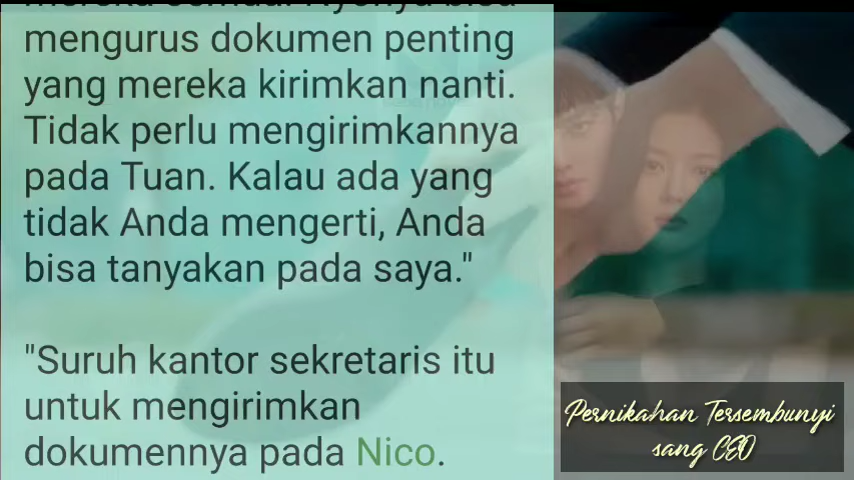 mengurus dokumen penting
yang mereka kirimkan nanti.
Tidak perlu mengirimkannya
pada Tuan. Kalau ada yang
tidak Anda mengerti, Anda
bisa tanyakan pada saya."
"Suruh kantor sekretaris itu
untuk mengirimkan
dokumennya pada Nico.
Pernikahan Tersembunyi
sang CEO